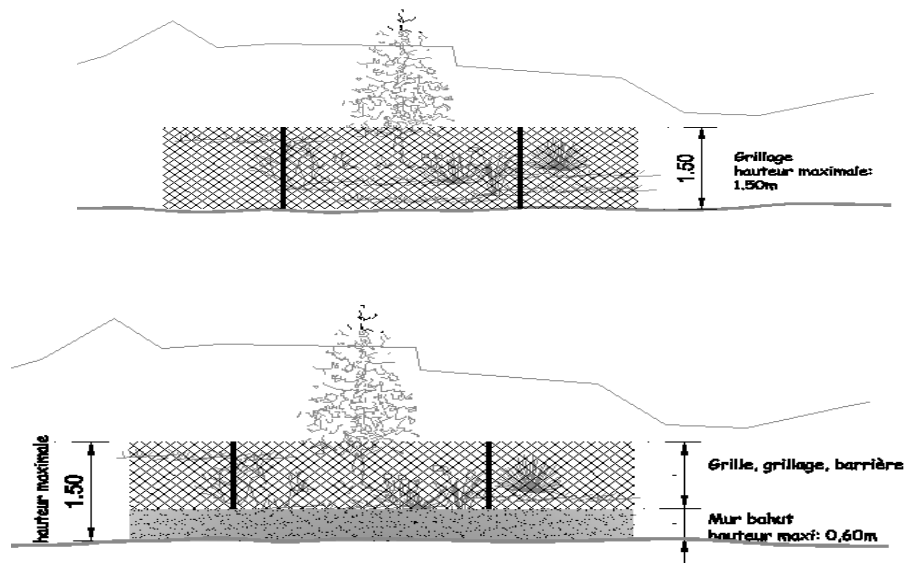 1.50
Grillage
hauteur maximale:
1,50m
hauteur maximale
1.50
Grille, grillage, barrière
Mur bahut
hauteur maxi: 0,60m